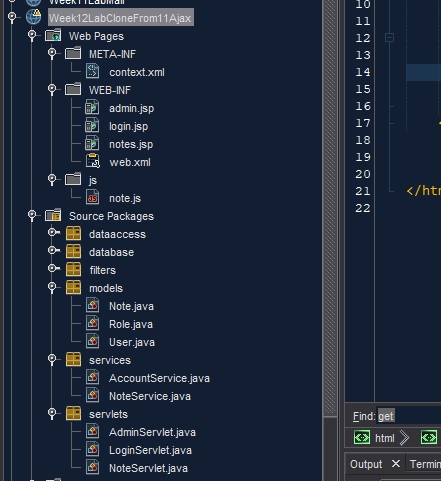 Week11LabMail
Week12LabCloneFrom11Ajax
Web Pages
META-INF
context.xml
WEB-INF
admin.jsp
login.jsp
notes.jsp
web.xml
js
note.js
Source Packages
dataaccess
database
filters
models
Note.java
Role.java
User.java
services
AccountService.java
NoteService.java
servlets
AdminServlet.java
LoginServlet.java
NoteServlet.java
10
11
12
13
14
15
16
17 <
18
19
20
21 </htm
22
Find: get
html
Output X Termin